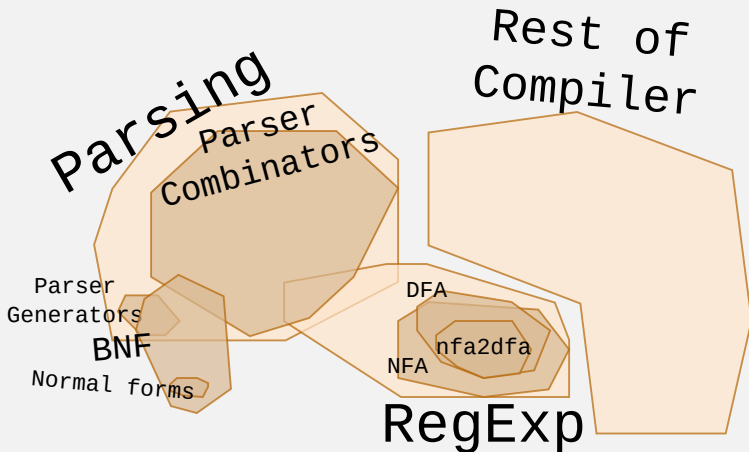 Rest of
Compiler
Parsing
Parser
Combinators
Parser
Generators
BNF
Normal forms
DFA
nfa2dfa
NFA
RegExp